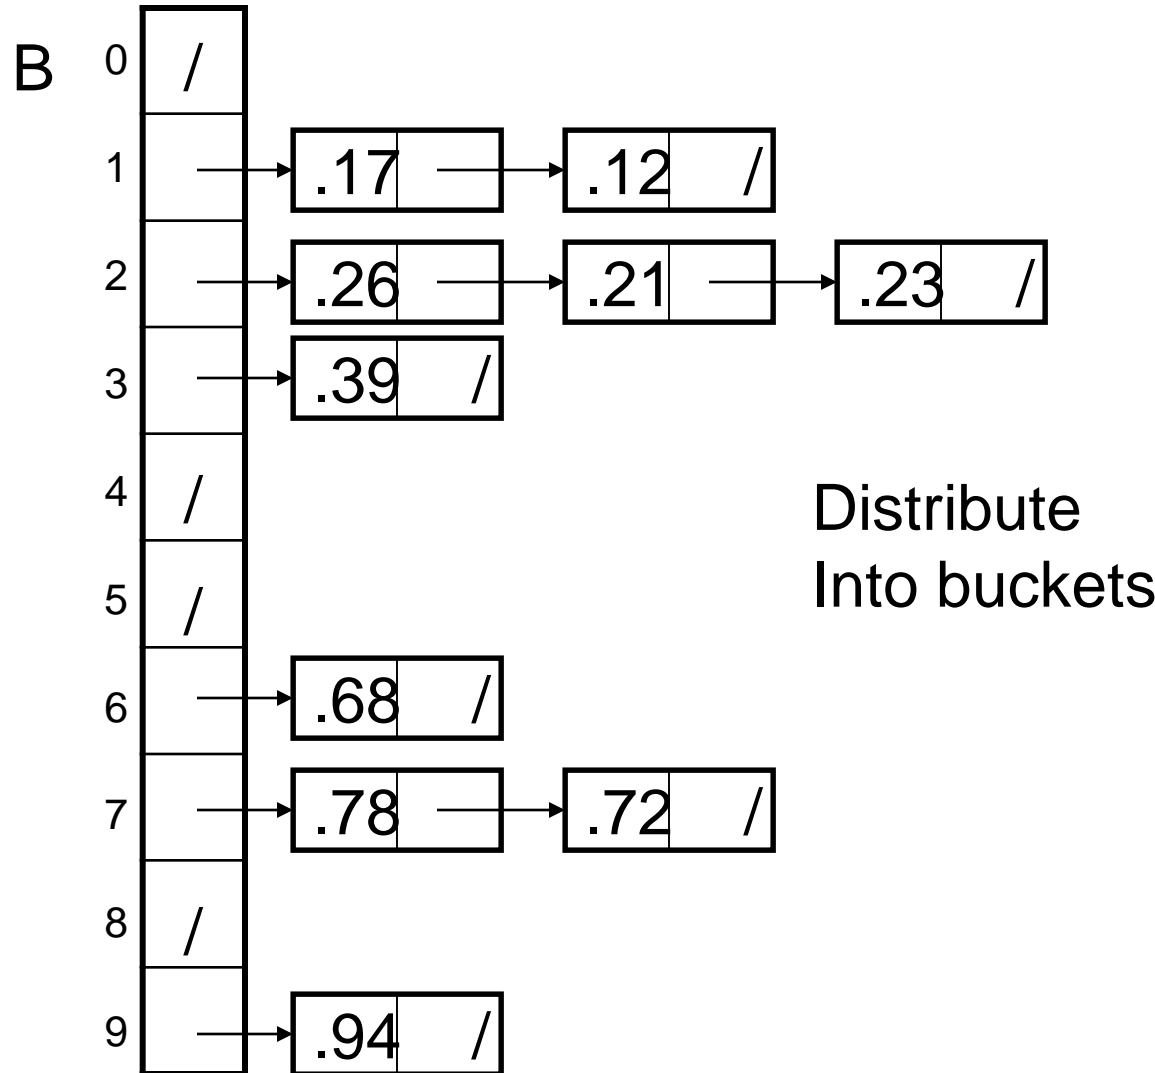 B 0 /
1 .17 .12 /
2 .26 .21 .23 /
3 .39 /
4 /
Distribute
5 /
Into buckets
6 .68 /
7 .78 .72 /
8 /
9 .94 /